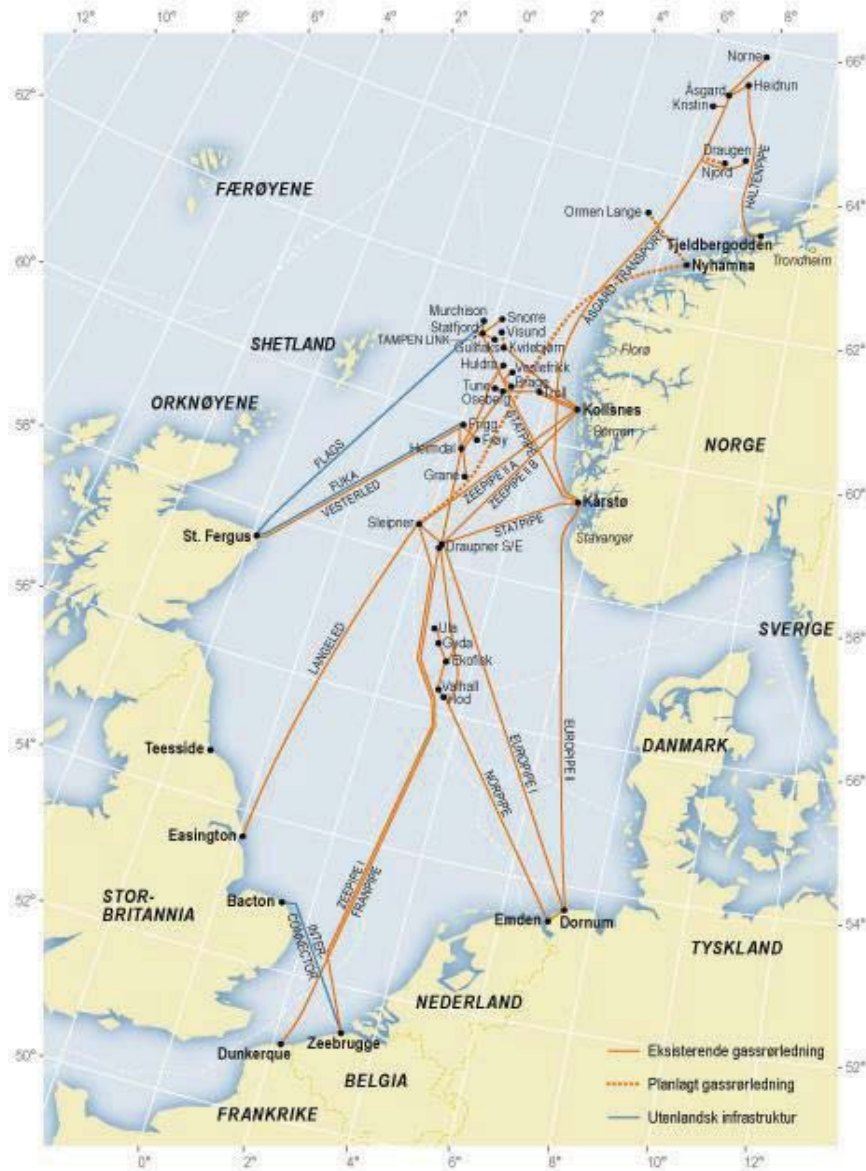 12° 10° 8° 6° 4° 2° 0° 2° 4° 6° 8°
Norne
66°
Åsgard
Heidrun
Kristin
62°
Draugen
Njord
HALTENPIPE
FÆRØYENE
64°
Ormen Lange
Tjeldbergodden
Trondheim
Nyhamna
ÅSGARD-TRANSPORT
60°
Murchison
Snorre
Statfjord
Visund
TAMPEN LINK
Gullfaks
Kvitebjørn
SHETLAND
Florø
62°
Huldra
Veslefrikk
Tune
Brage
Oseberg
Troll
ORKNØYENE
58°
Kollsnes
Bergen
Frigg
Frøy
STATPIPE
NORGE
FLAGS
Heimdal
FUKA
VESTERLED
Grane
ZEEPIPE II A
ZEEPIPE II B
60°
Kårstø
Sleipner
St. Fergus
STATPIPE
Stavanger
Draupner S/E
56°
LANGELED
Ula
Gyda
Ekofisk
SVERIGE
58°
Valhall
Hod
54°
Teesside
DANMARK
EUROPIPE I
EUROPIPE II
NORPIPE
56°
Easington
ZEEPIPE I
FRANPIPE
STOR-
BRITANNIA
52°
Bacton
INTER
CONNECTOR
Emden
Dornum
54°
TYSKLAND
NEDERLAND
Zeebrugge
50°
Dunkerque
BELGIA
FRANKRIKE
52°
Eksisterende gassrørledning
Planlagt gassrørledning
Utenlandsk infrastruktur
0° 2° 4° 6° 8° 10° 12°